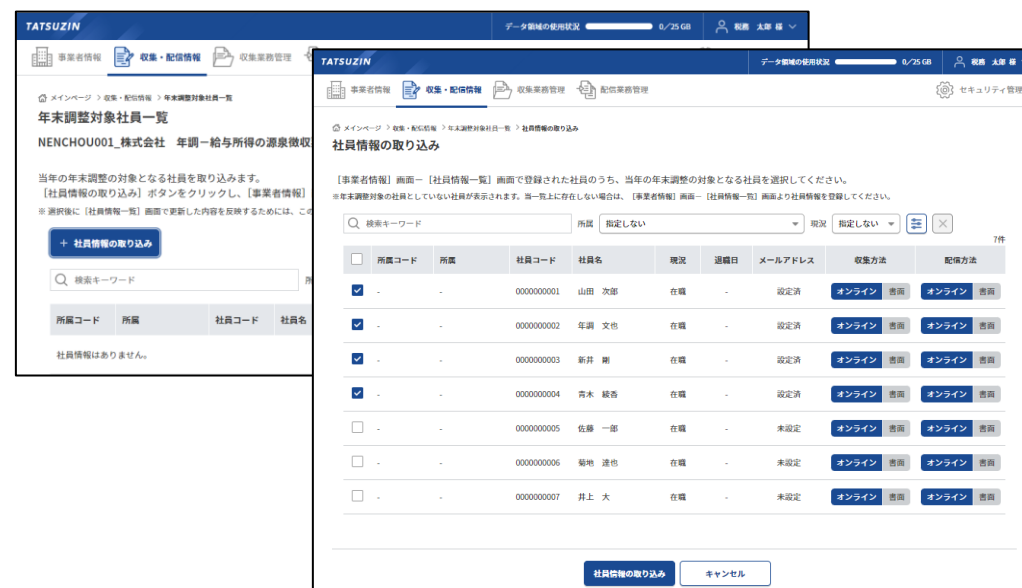 TATSUZIN
データ領域の使用状況 0/25 GB 税務 太郎 様
事業者情報 収集・配信情報 収集業務管理
メインページ > 収集・配信情報 > 年末調整対象社員一覧
年末調整対象社員一覧
NENCHOU001_株式会社 年調ー給与所得の源泉徴収
当年の年末調整の対象となる社員を取り込みます。
[社員情報の取り込み] ボタンをクリックし、[事業者情報]
※ 選択後に [社員情報一覧] 画面で更新した内容を反映するためには、この
+ 社員情報の取り込み
検索キーワード 所
所属コード 所属 社員コード 社員名
社員情報はありません。
TATSUZIN
データ領域の使用状況 0/25 GB 税務 太郎 様
事業者情報 収集・配信情報 収集業務管理 配信業務管理 セキュリティ管理
メインページ > 収集・配信情報 > 年末調整対象社員一覧 > 社員情報の取り込み
社員情報の取り込み
[事業者情報] 画面ー [社員情報一覧] 画面で登録された社員のうち、当年の年末調整の対象となる社員を選択してください。
※年末調整対象の社員としていない社員が表示されます。当一覧上に存在しない場合は、[事業者情報] 画面ー [社員情報一覧] 画面より社員情報を登録してください。
検索キーワード 所属 指定しない 現況 指定しない
7件
所属コード 所属 社員コード 社員名 現況 退職日 メールアドレス 収集方法 配信方法
- - 0000000001 山田 次郎 在職 - 設定済 オンライン 書面 オンライン 書面
- - 0000000002 年調 文也 在職 - 設定済 オンライン 書面 オンライン 書面
- - 0000000003 新井 剛 在職 - 設定済 オンライン 書面 オンライン 書面
- - 0000000004 青木 綾香 在職 - 設定済 オンライン 書面 オンライン 書面
- - 0000000005 佐藤 一郎 在職 - 未設定 オンライン 書面 オンライン 書面
- - 0000000006 菊地 達也 在職 - 未設定 オンライン 書面 オンライン 書面
- - 0000000007 井上 大 在職 - 未設定 オンライン 書面 オンライン 書面
社員情報の取り込み キャンセル